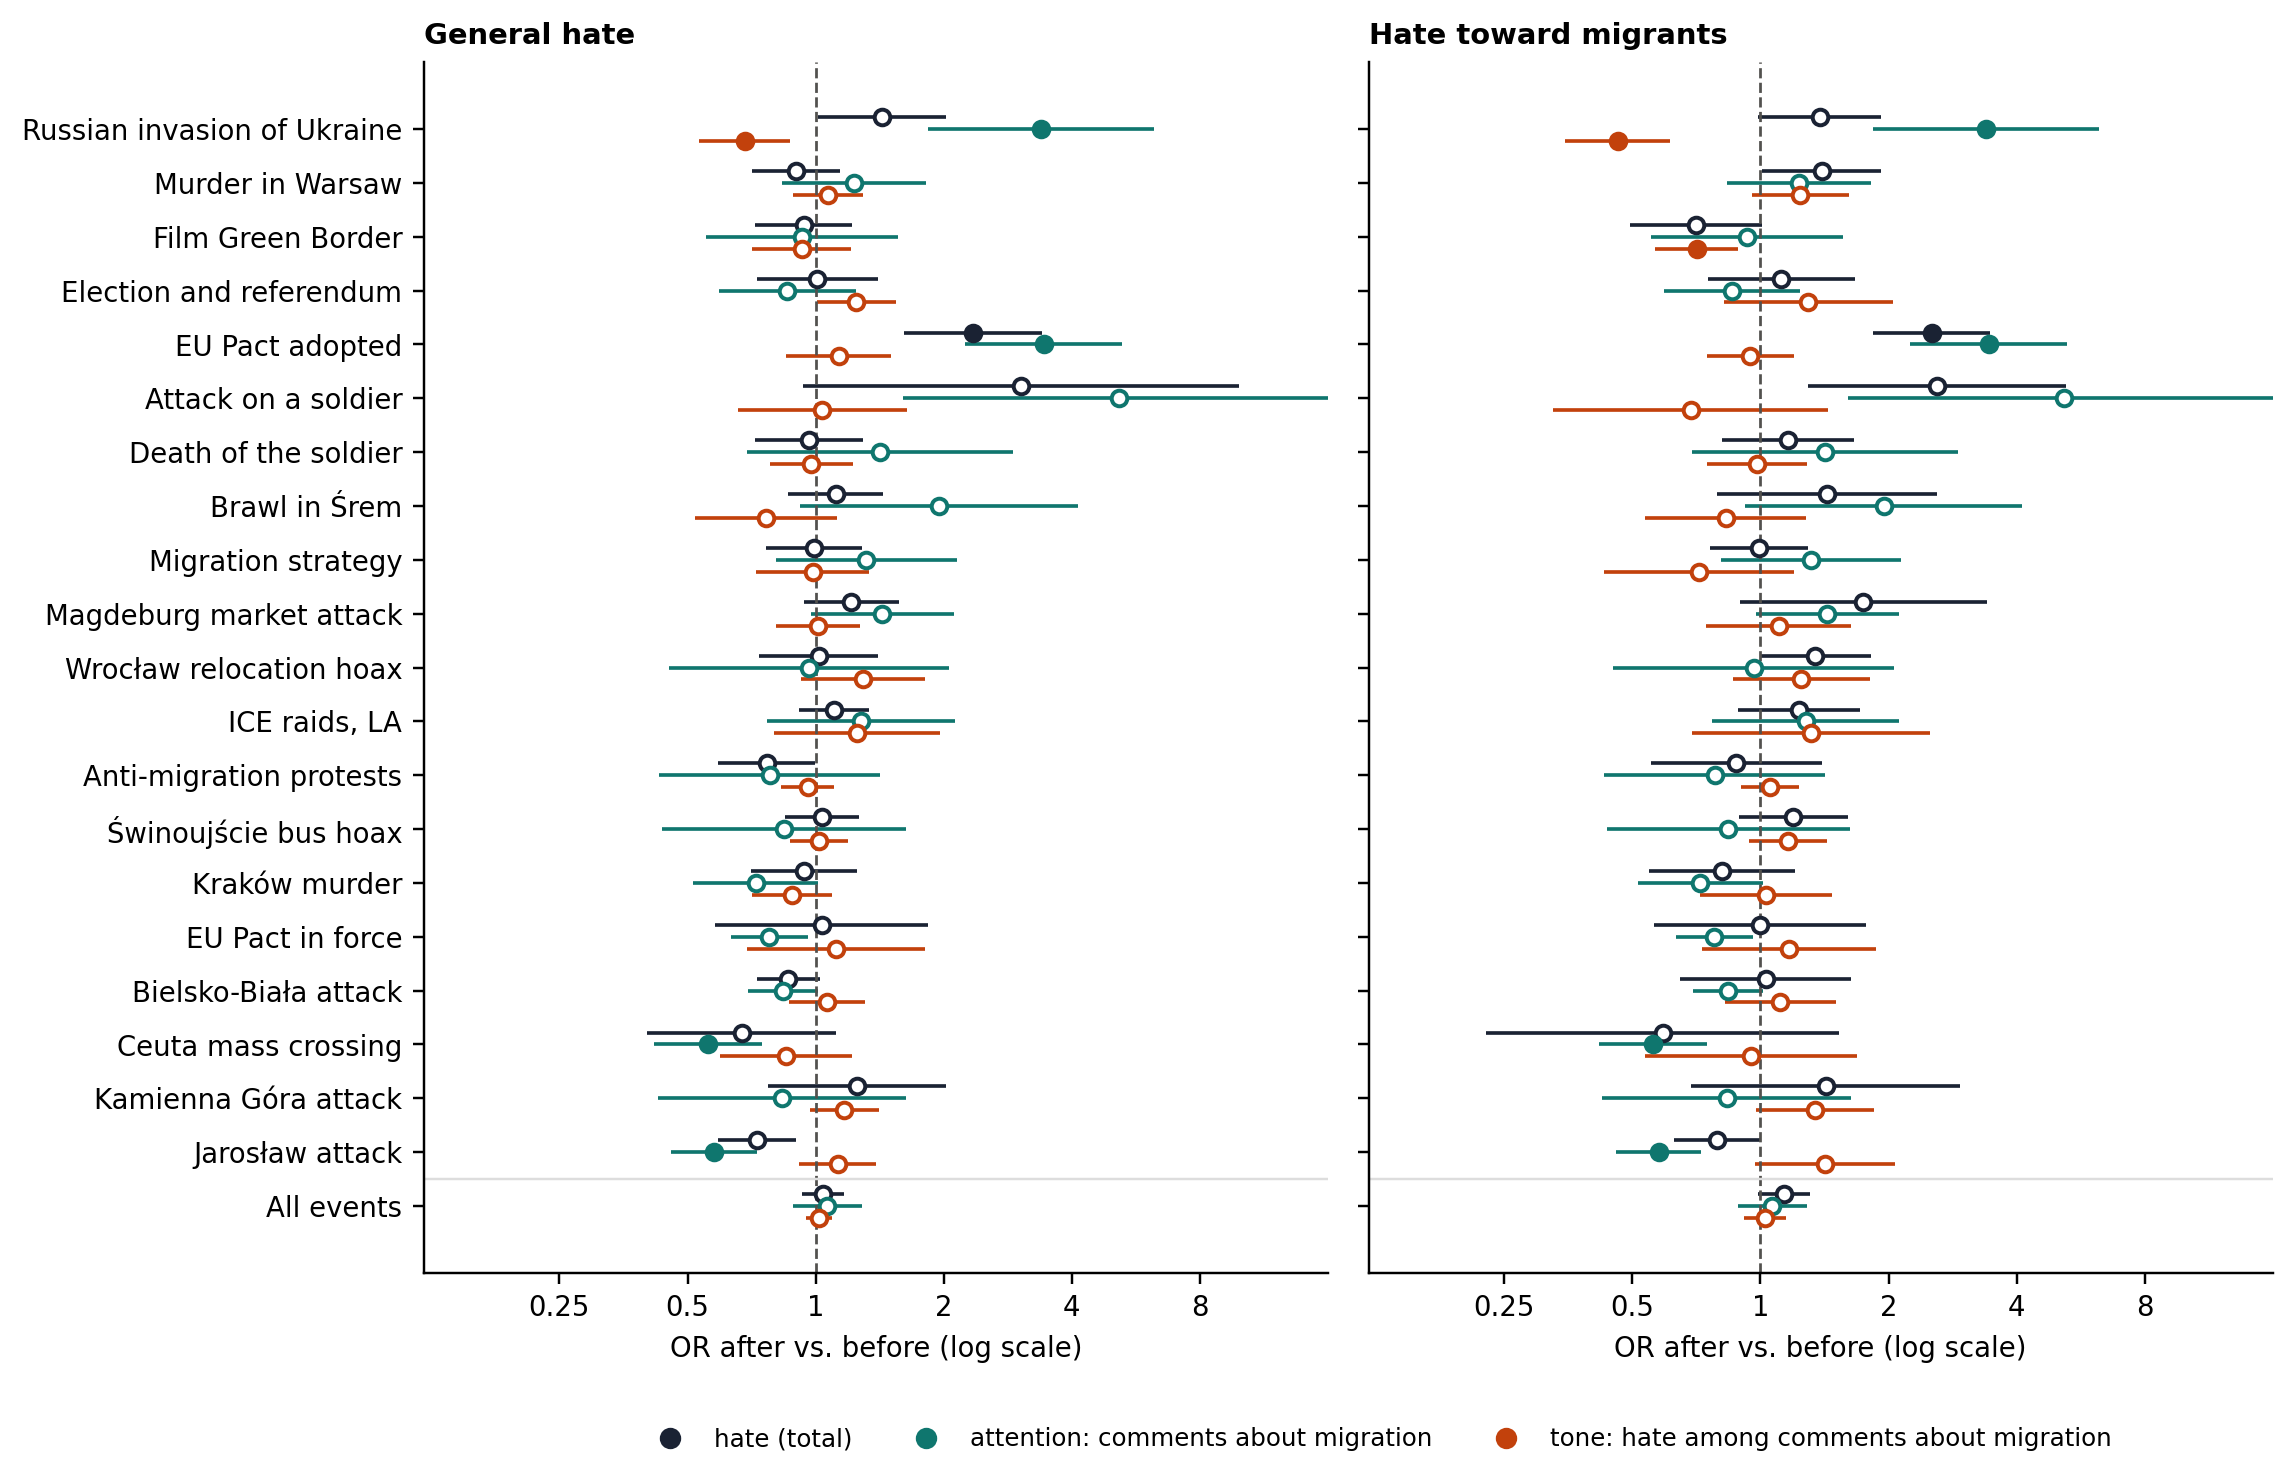 General hate
Hate toward migrants
Russian invasion of Ukraine
Murder in Warsaw
Film Green Border
Election and referendum
EU Pact adopted
Attack on a soldier
Death of the soldier
Brawl in Śrem
Migration strategy
Magdeburg market attack
Wrocław relocation hoax
ICE raids, LA
Anti-migration protests
Świnoujście bus hoax
Kraków murder
EU Pact in force
Bielsko-Biała attack
Ceuta mass crossing
Kamienna Góra attack
Jarosław attack
All events
0.25 0.5 1 2 4 8
0.25 0.5 1 2 4 8
OR after vs. before (log scale)
OR after vs. before (log scale)
hate (total) attention: comments about migration tone: hate among comments about migration